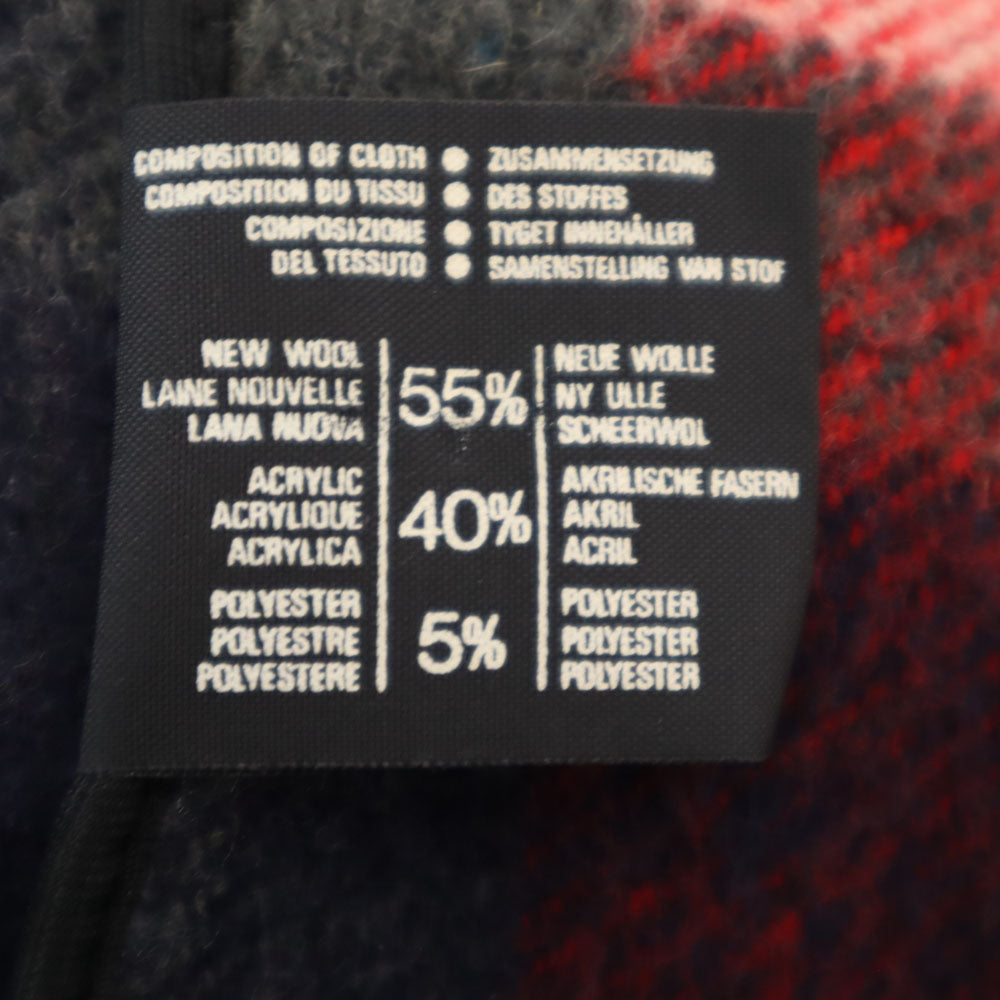 COMPOSITION OF CLOTH ● ZUSAMMENSETZUNG
COMPOSITION DU TISSU ● DES STOFFES
COMPOSIZIONE ● TYGET INNEHÅLLER
DEL TESSUTO ● SAMENSTELLING VAN STOF
NEW WOOL
LAINE NOUVELLE
LANA NUOVA
55%
NEUE WOLLE
NY ULLE
SCHEERWOL
ACRYLIC
ACRYLIQUE
ACRYLICA
40%
AKRILISCHE FASERN
AKRIL
ACRIL
POLYESTER
POLYESTRE
POLYESTERE
5%
POLYESTER
POLYESTER
POLYESTER